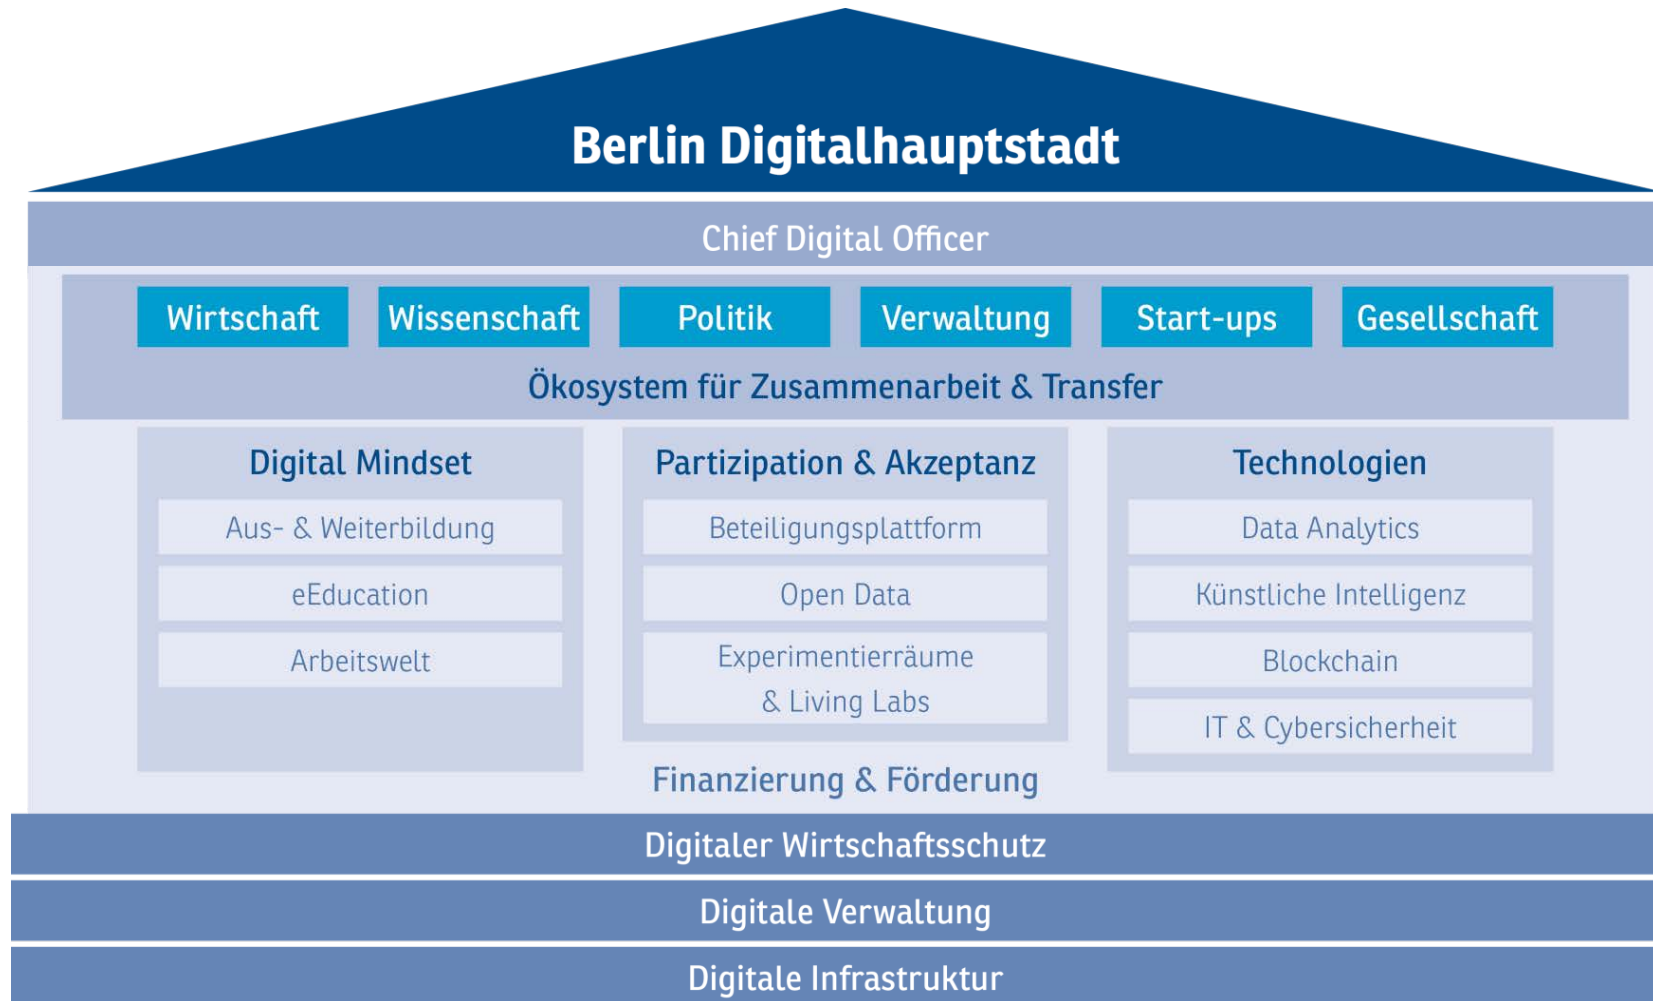 Berlin Digitalhauptstadt
Chief Digital Officer
Wirtschaft
Wissenschaft
Politik
Verwaltung
Start-ups
Gesellschaft
Ökosystem für Zusammenarbeit & Transfer
Digital Mindset
Aus- & Weiterbildung
eEducation
Arbeitswelt
Partizipation & Akzeptanz
Beteiligungsplattform
Open Data
Experimentierräume
& Living Labs
Technologien
Data Analytics
Künstliche Intelligenz
Blockchain
IT & Cybersicherheit
Finanzierung & Förderung
Digitaler Wirtschaftsschutz
Digitale Verwaltung
Digitale Infrastruktur